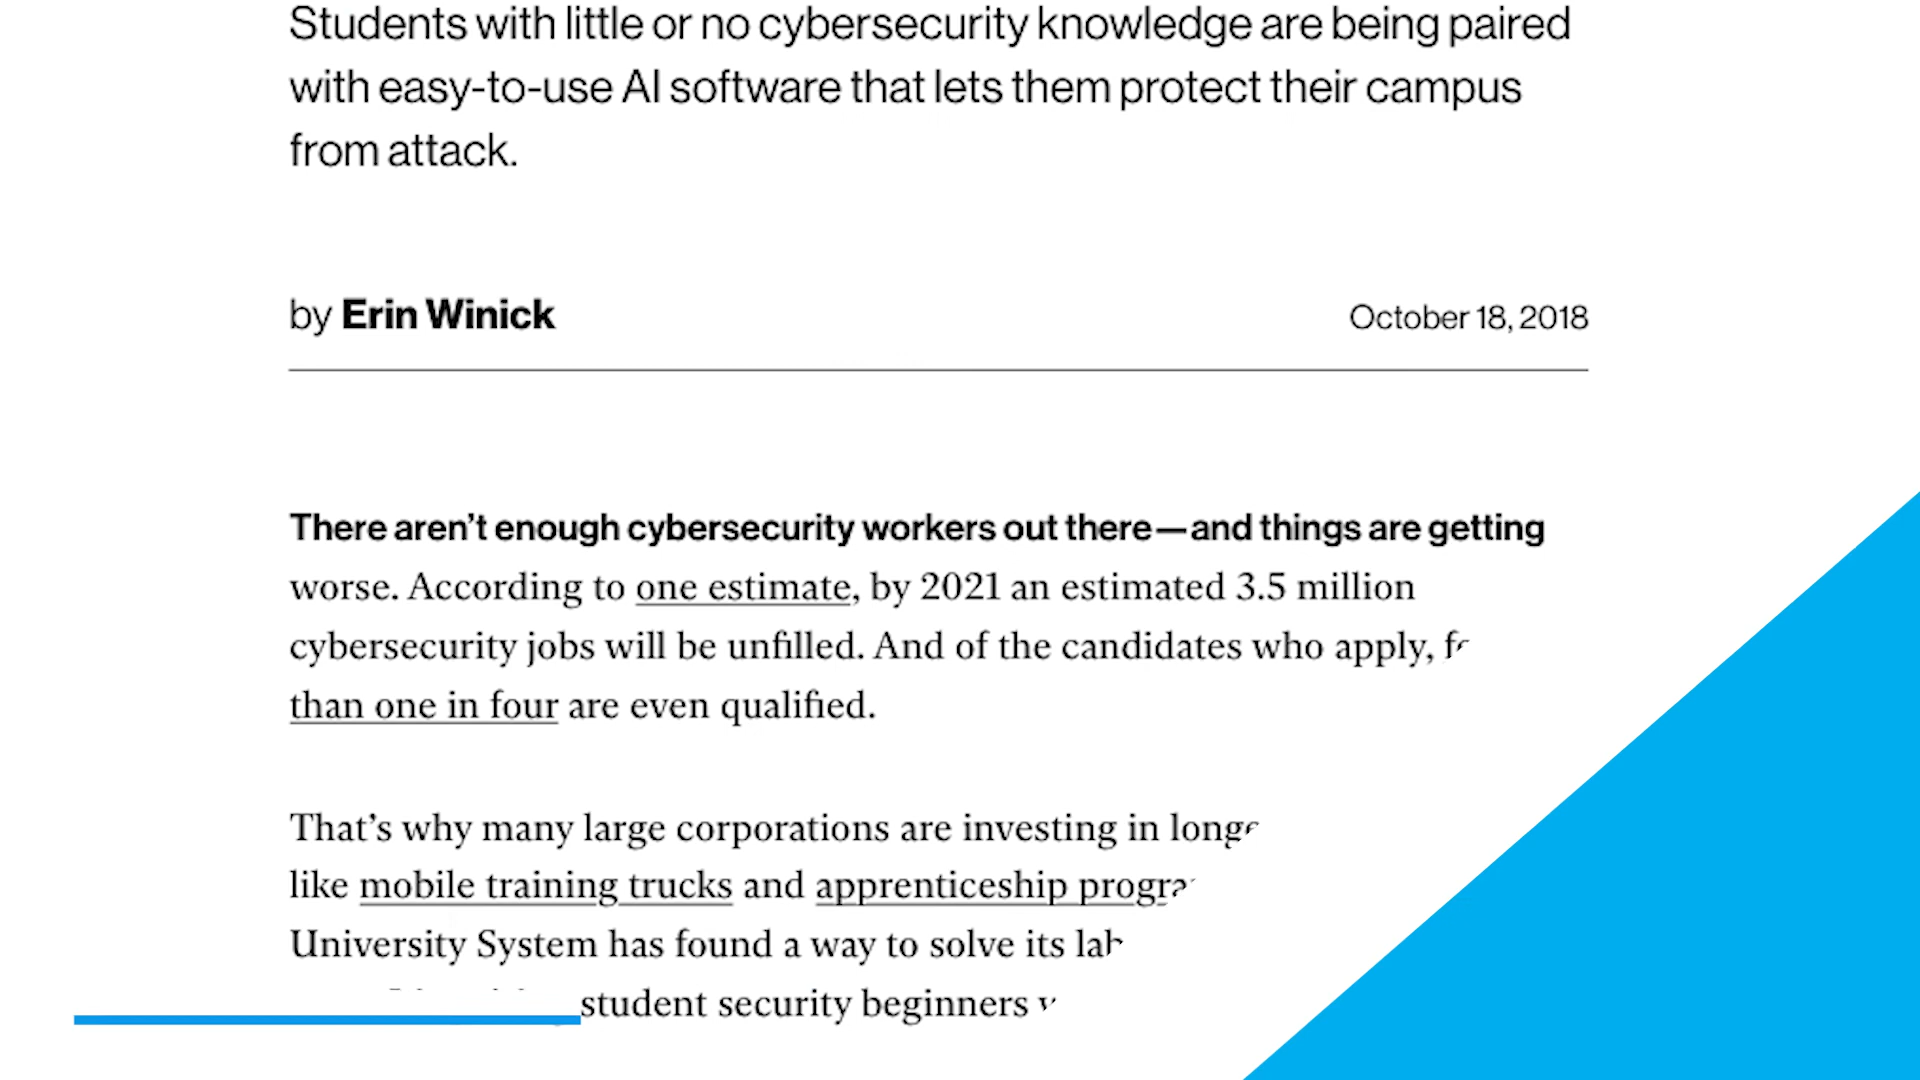 Students with little or no cybersecurity knowledge are being paired
with easy-to-use AI software that lets them protect their campus
from attack.
by Erin Winick
October 18, 2018
There aren’t enough cybersecurity workers out there—and things are getting
worse. According to one estimate, by 2021 an estimated 3.5 million
cybersecurity jobs will be unfilled. And of the candidates who apply,
than one in four are even qualified.
That’s why many large corporations are investing in
like mobile training trucks and apprenticeship
University System has found a way to solve its
student security beginners